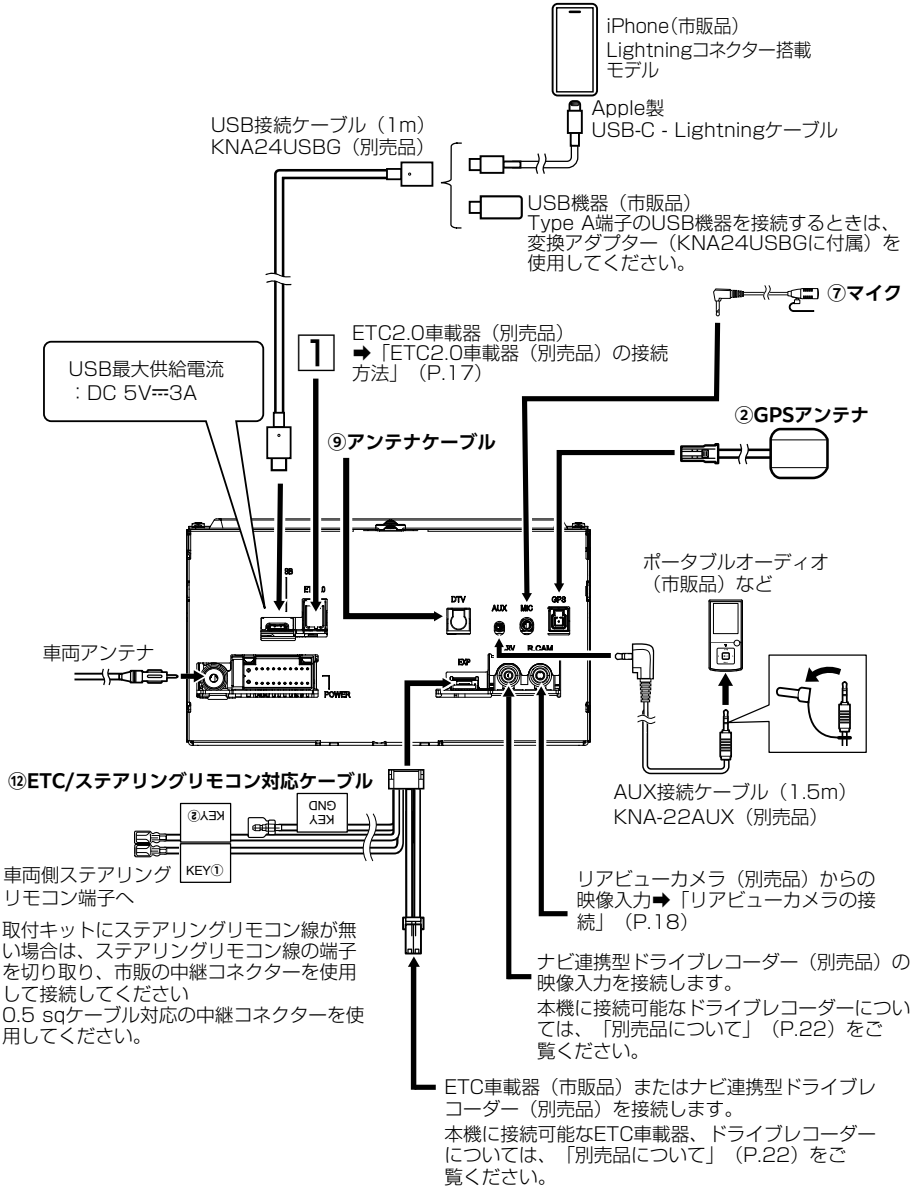 iPhone（市販品）
Lightningコネクター搭載
モデル
Apple製
USB-C - Lightningケーブル
USB接続ケーブル（1m）
KNA24USBG（別売品）
USB機器（市販品）
Type A端子のUSB機器を接続するときは、
変換アダプター（KNA24USBGに付属）を
使用してください。
⑦マイク
1
ETC2.0車載器（別売品）
➡「ETC2.0車載器（別売品）の接続
方法」（P.17）
USB最大供給電流
：DC 5V⎓3A
②GPSアンテナ
⑨アンテナケーブル
ポータブルオーディオ
（市販品）など
DTV
AUX
MIC
GPS
R.CAM
EXP
POWER
車両アンテナ
⑫ETC/ステアリングリモコン対応ケーブル
KEY②
KEY
GND
KEY①
車両側ステアリング
リモコン端子へ
取付キットにステアリングリモコン線が無
い場合は、ステアリングリモコン線の端子
を切り取り、市販の中継コネクターを使用
して接続してください
0.5 sqケーブル対応の中継コネクターを使
用してください。
AUX接続ケーブル（1.5m）
KNA-22AUX（別売品）
リアビューカメラ（別売品）からの
映像入力➡「リアビューカメラの接
続」（P.18）
ナビ連携型ドライブレコーダー（別売品）の
映像入力を接続します。
本機に接続可能なドライブレコーダーについ
ては、「別売品について」（P.22）をご
覧ください。
ETC車載器（市販品）またはナビ連携型ドライブレ
コーダー（別売品）を接続します。
本機に接続可能なETC車載器、ドライブレコーダー
については、「別売品について」（P.22）をご
覧ください。